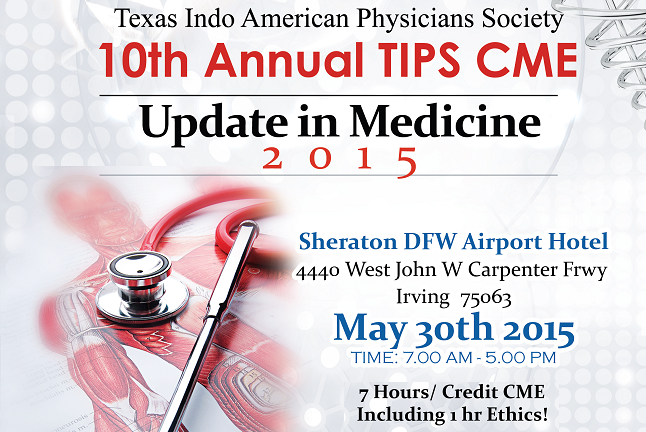 Texas Indo American Physicians Society
10th Annual TIPS CME
Update in Medicine
2015
Sheraton DFW Airport Hotel
4440 West John W Carpenter Frwy
Irving 75063
May 30th 2015
TIME: 7.00 AM - 5.00 PM
7 Hours/ Credit CME
Including 1 hr Ethics!